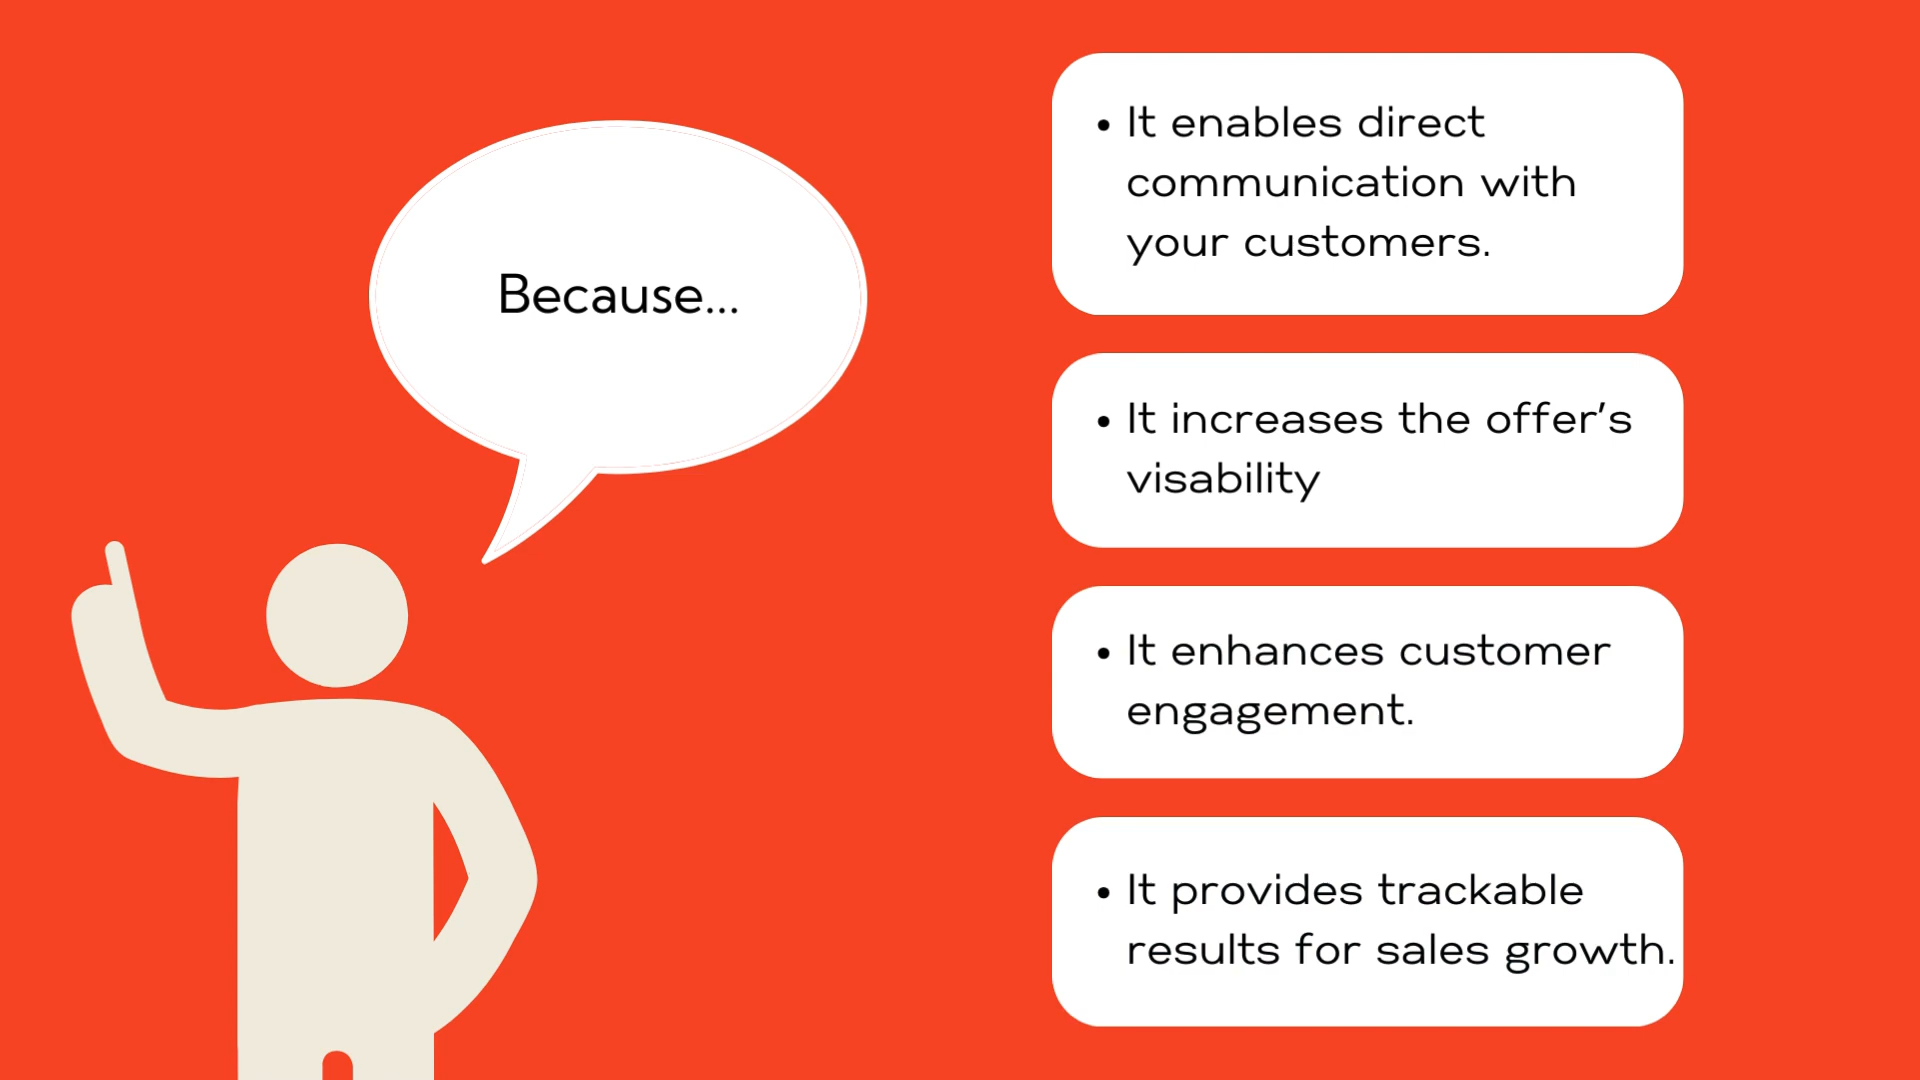 Because...
• It enables direct
communication with
your customers.
• It increases the offer's
visability
• It enhances customer
engagement.
• It provides trackable
results for sales growth.